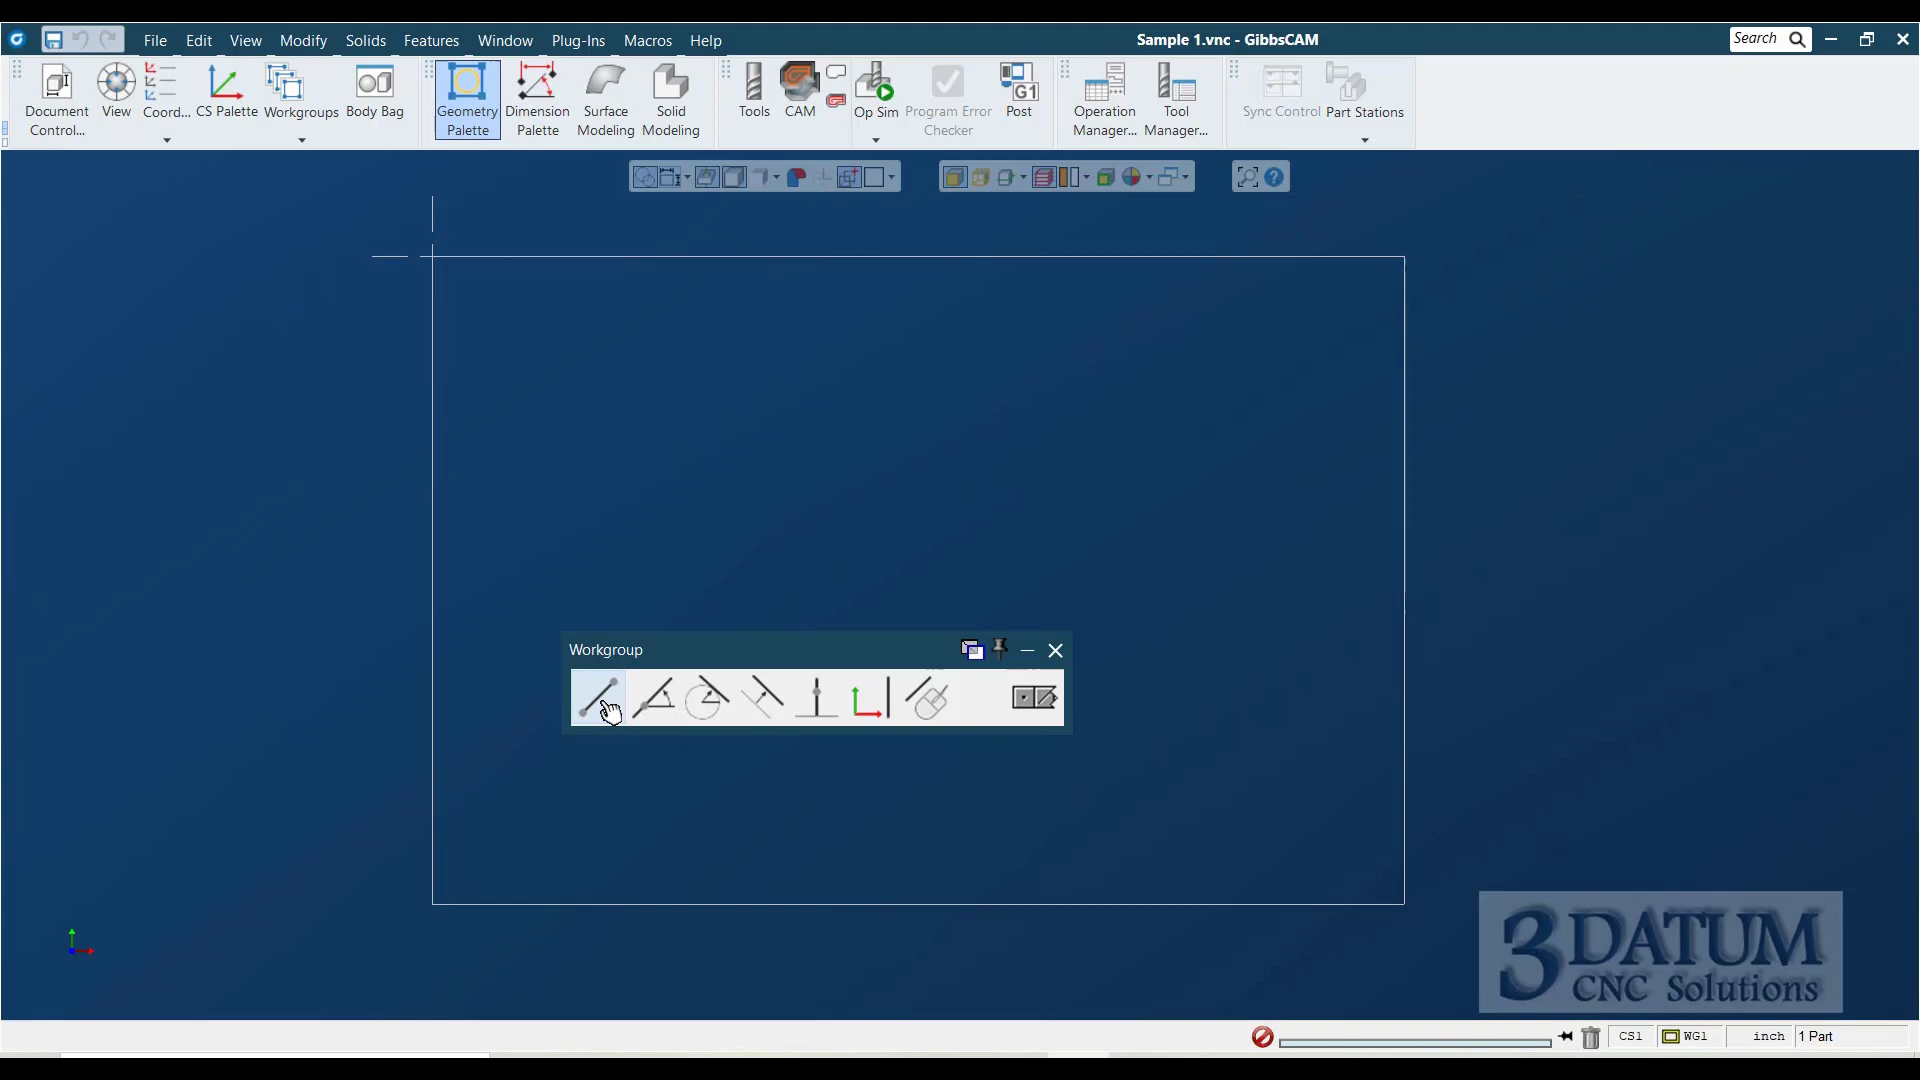 File Edit View Modify Solids Features Window Plug-Ins Macros Help
Sample 1.vnc - GibbsCAM
Search
Document Control...
View
Coord...
CS Palette
Workgroups
Body Bag
Geometry Palette
Dimension Palette
Surface Modeling
Solid Modeling
Tools
CAM
Op Sim
Program Error Checker
G1
Post
Operation Manager...
Tool Manager...
Sync Control
Part Stations
Workgroup
3DATUM
CNC Solutions
CS1
WG1
inch
1 Part